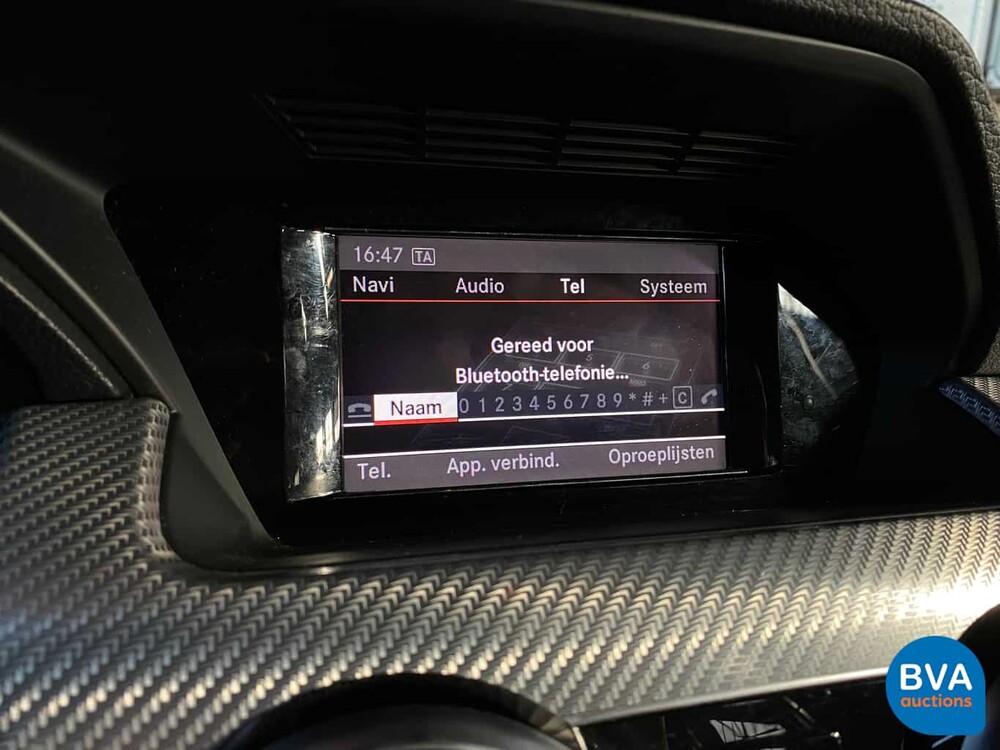 16:47 TA
Navi Audio Tel Systeem
Gereed voor
Bluetooth-telefonie...
Naam 0 1 2 3 4 5 6 7 8 9 * # + C
Tel. App. verbind. Oproeplijsten
BVA
auctions